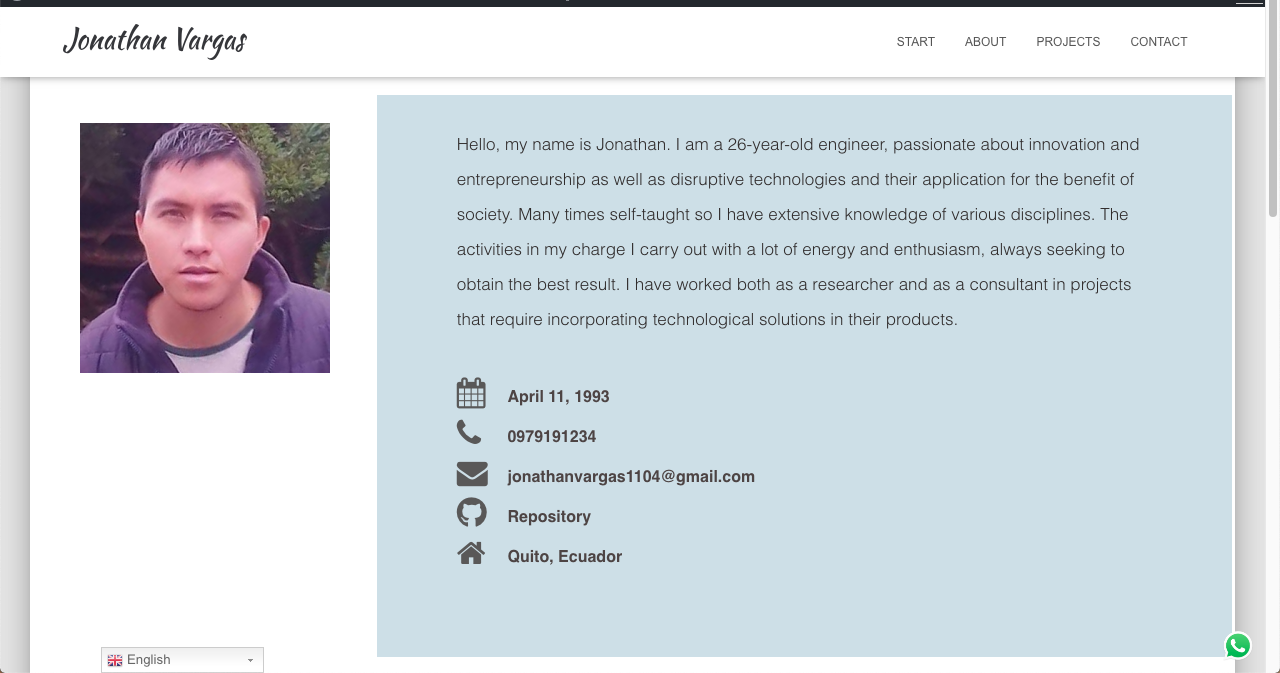 Jonathan Vargas
START ABOUT PROJECTS CONTACT
Hello, my name is Jonathan. I am a 26-year-old engineer, passionate about innovation and
entrepreneurship as well as disruptive technologies and their application for the benefit of
society. Many times self-taught so I have extensive knowledge of various disciplines. The
activities in my charge I carry out with a lot of energy and enthusiasm, always seeking to
obtain the best result. I have worked both as a researcher and as a consultant in projects
that require incorporating technological solutions in their products.
April 11, 1993
0979191234
jonathanvargas1104@gmail.com
Repository
Quito, Ecuador
English